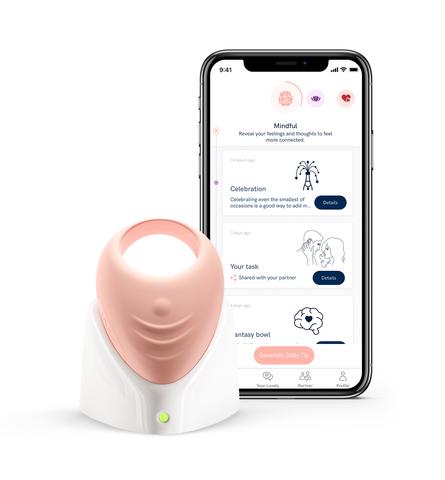 9:41
Mindful
Reveal your feelings and thoughts to feel
more connected.
14 hours ago
Celebration
Celebrating even the smallest of
occasions is a good way to add m...
Details
2 days ago
Your task
Shared with your partner
Details
days ago
antasy bowl
Generate Daily Tip
Your Lovely
Partner
Profile